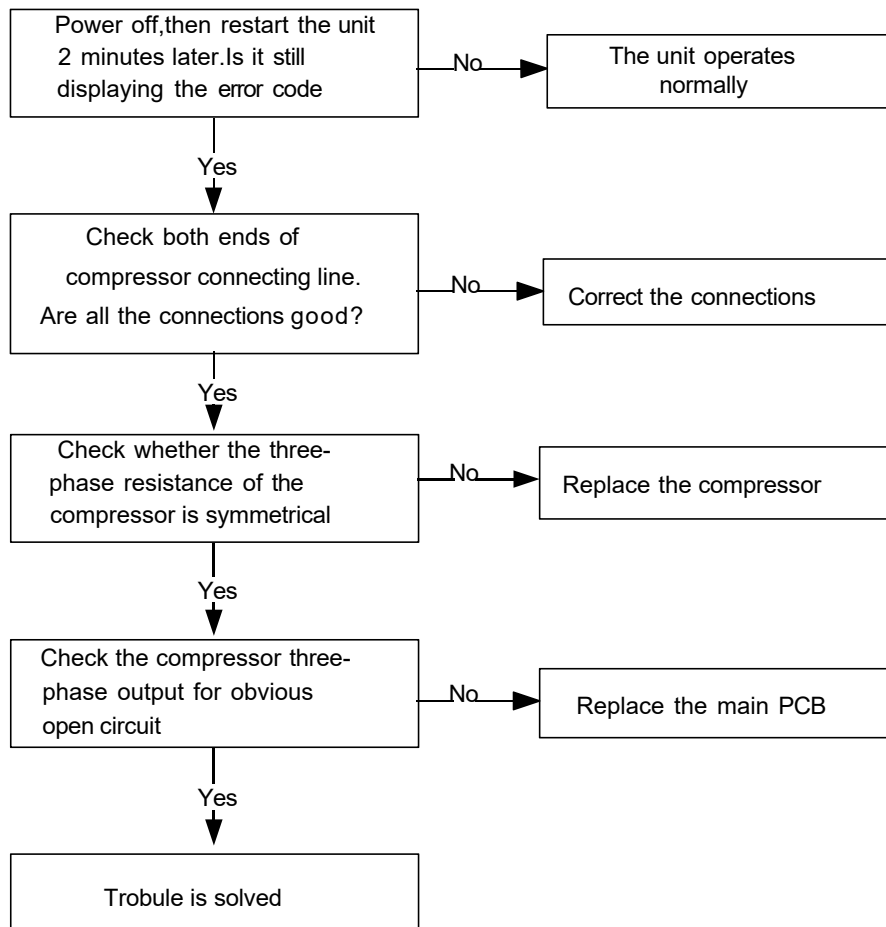 Power off,then restart the unit
2 minutes later.Is it still
displaying the error code
No
The unit operates
normally
Yes
Check both ends of
compressor connecting line.
Are all the connections good?
No
Correct the connections
Yes
Check whether the three-
phase resistance of the
compressor is symmetrical
No
Replace the compressor
Yes
Check the compressor three-
phase output for obvious
open circuit
No
Replace the main PCB
Yes
Trobule is solved